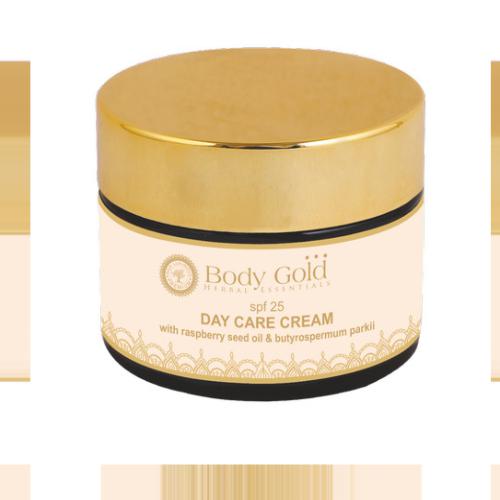 Body Gold
HERBAL ESSENTIALS
spf 25
DAY CARE CREAM
with raspberry seed oil & butyrospermum parkii